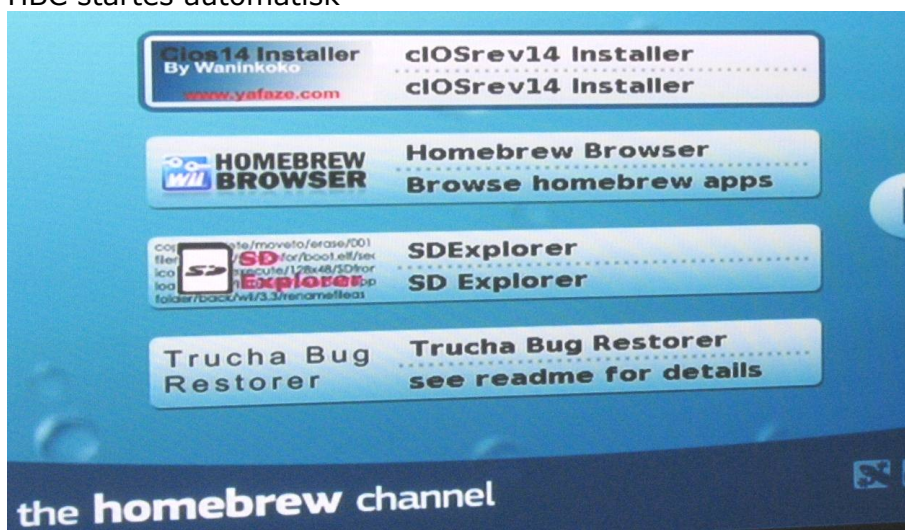 HBC startes automatisk
Cios14 Installer
By Waninkoko
www.yafaze.com
cIOSrev14 Installer
cIOSrev14 Installer
HOMEBREW
Wii BROWSER
Homebrew Browser
Browse homebrew apps
SD
Explorer
SDExplorer
SD Explorer
Trucha Bug
Restorer
Trucha Bug Restorer
see readme for details
the homebrew channel